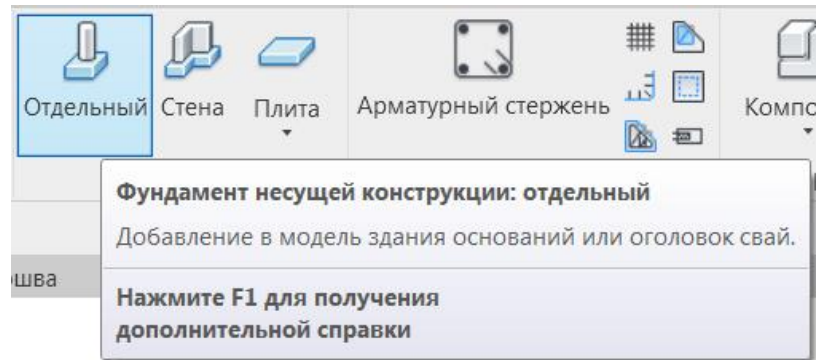 Отдельный Стена Плита Арматурный стержень
Фундамент несущей конструкции: отдельный
Добавление в модель здания оснований или оголовок свай.
Нажмите F1 для получения
дополнительной справки